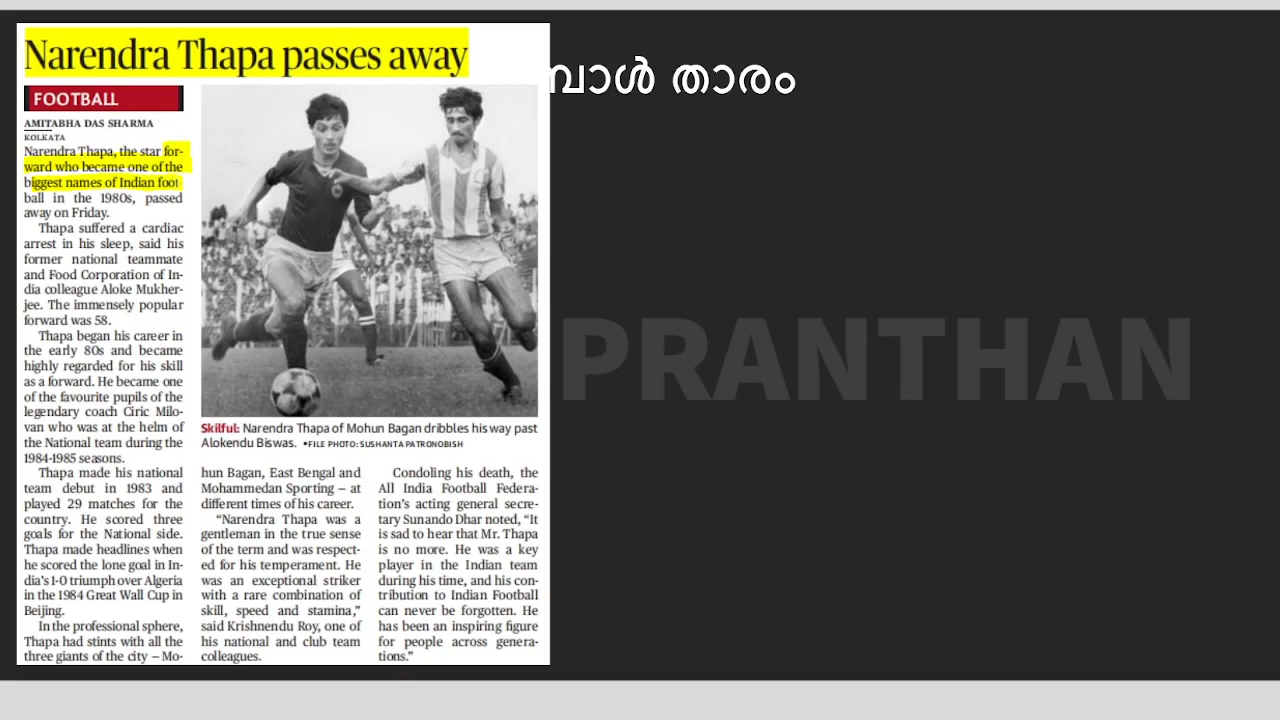 Narendra Thapa passes away
താരം
FOOTBALL
AMITABHA DAS SHARMA
KOLKATA
Narendra Thapa, the star for-
ward who became one of the
biggest names of Indian foot
ball in the 1980s, passed
away on Friday.
Thapa suffered a cardiac
arrest in his sleep, said his
former national teammate
and Food Corporation of In-
dia colleague Aloke Mukher-
jee. The immensely popular
forward was 58.
Thapa began his career in
the early 80s and became
highly regarded for his skill
as a forward. He became one
of the favourite pupils of the
legendary coach Ciric Milo-
van who was at the helm of
the National team during the
1984-1985 seasons.
Thapa made his national
team debut in 1983 and
played 29 matches for the
country. He scored three
goals for the National side.
Thapa made headlines when
he scored the lone goal in In-
dia's 1-0 triumph over Algeria
in the 1984 Great Wall Cup in
Beijing.
In the professional sphere,
Thapa had stints with all the
three giants of the city – Mo-
Skilful: Narendra Thapa of Mohun Bagan dribbles his way past
Alokendu Biswas. •FILE PHOTO: SUSHANTA PATRONOBISH
hun Bagan, East Bengal and
Mohammedan Sporting – at
different times of his career.
“Narendra Thapa was a
gentleman in the true sense
of the term and was respect-
ed for his temperament. He
was an exceptional striker
with a rare combination of
skill, speed and stamina,”
said Krishnendu Roy, one of
his national and club team
colleagues.
Condoling his death, the
All India Football Federa-
tion's acting general secre-
tary Sunando Dhar noted, “It
is sad to hear that Mr. Thapa
is no more. He was a key
player in the Indian team
during his time, and his con-
tribution to Indian Football
can never be forgotten. He
has been an inspiring figure
for people across genera-
tions.”
PRANTHAN